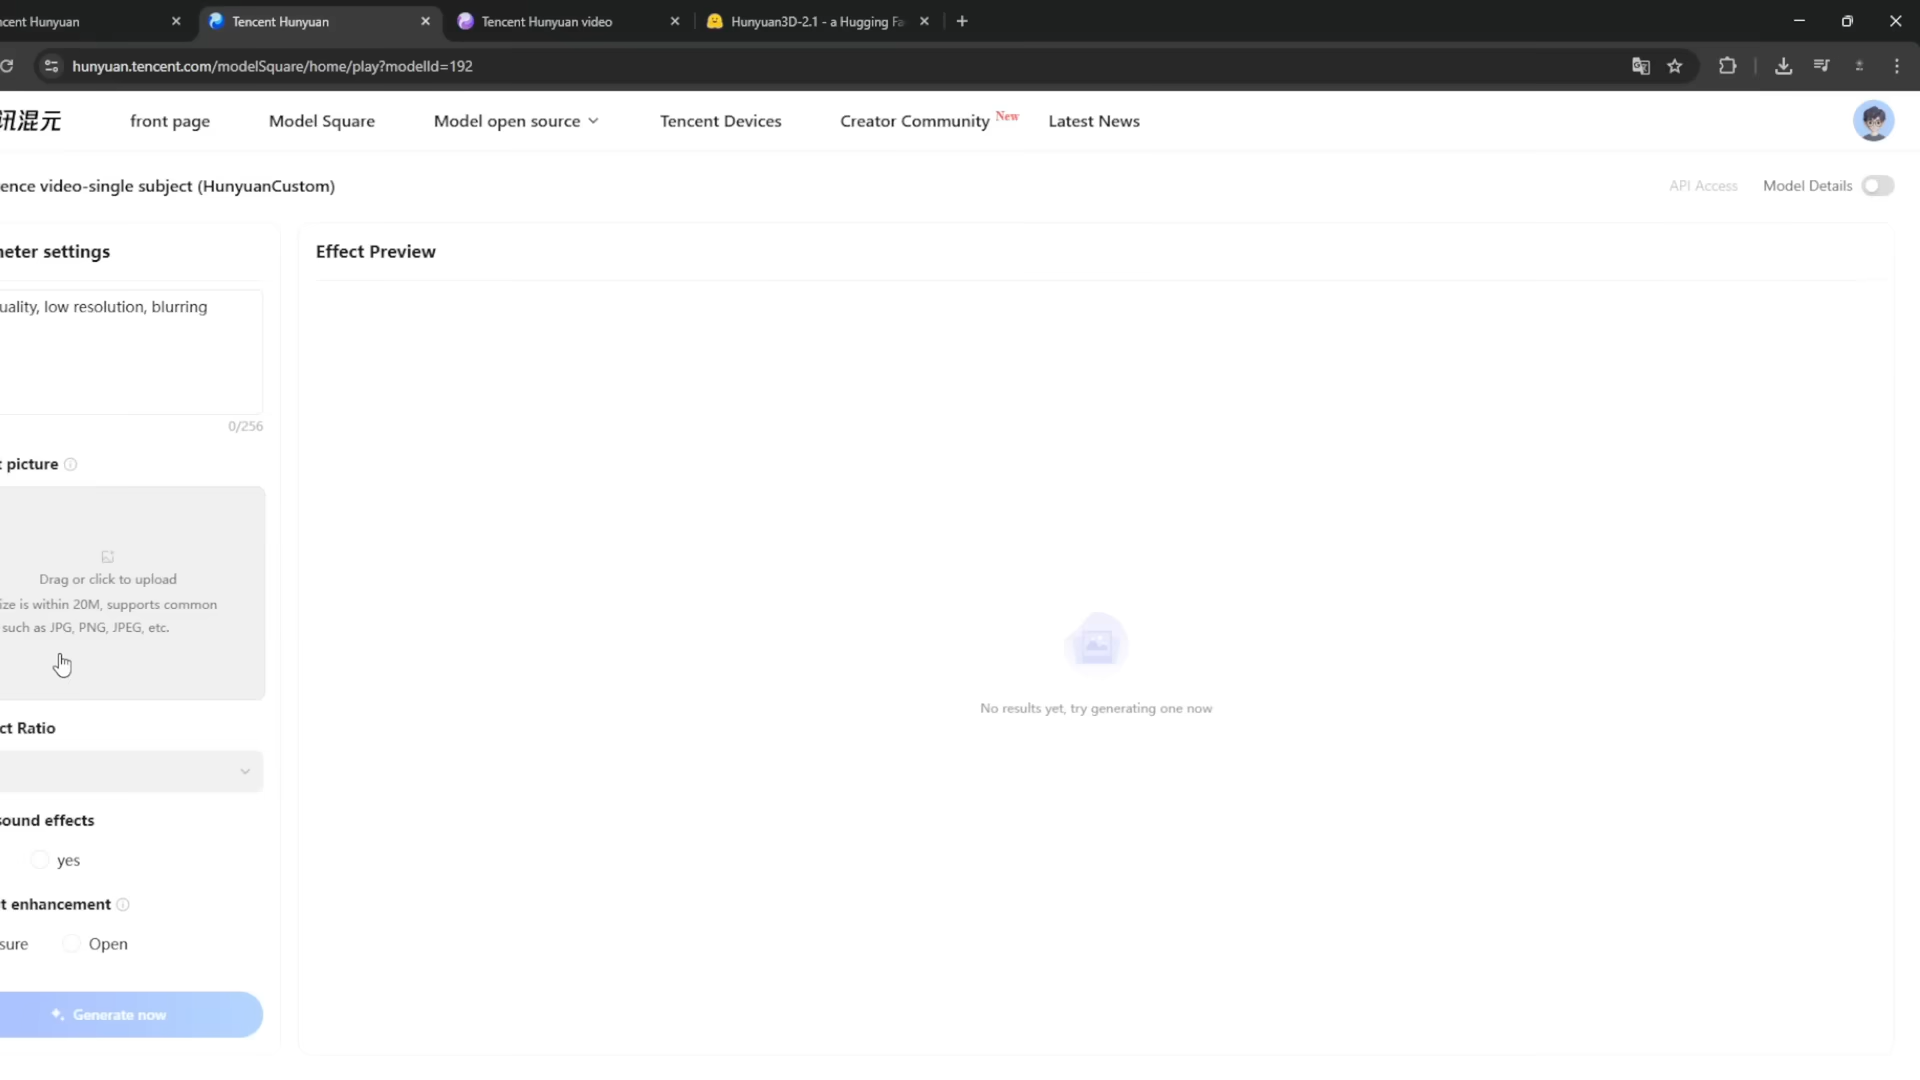 cent Hunyuan
Tencent Hunyuan
Tencent Hunyuan video
Hunyuan3D-2.1 - a Hugging Fa
hunyuan.tencent.com/modelSquare/home/play?modelId=192
讯混元
front page
Model Square
Model open source
Tencent Devices
Creator Community
New
Latest News
ence video-single subject (HunyuanCustom)
API Access
Model Details
neter settings
Effect Preview
uality, low resolution, blurring
0/256
t picture
Drag or click to upload
ize is within 20M, supports common
such as JPG, PNG, JPEG, etc.
No results yet, try generating one now
ct Ratio
sound effects
yes
t enhancement
sure
Open
Generate now